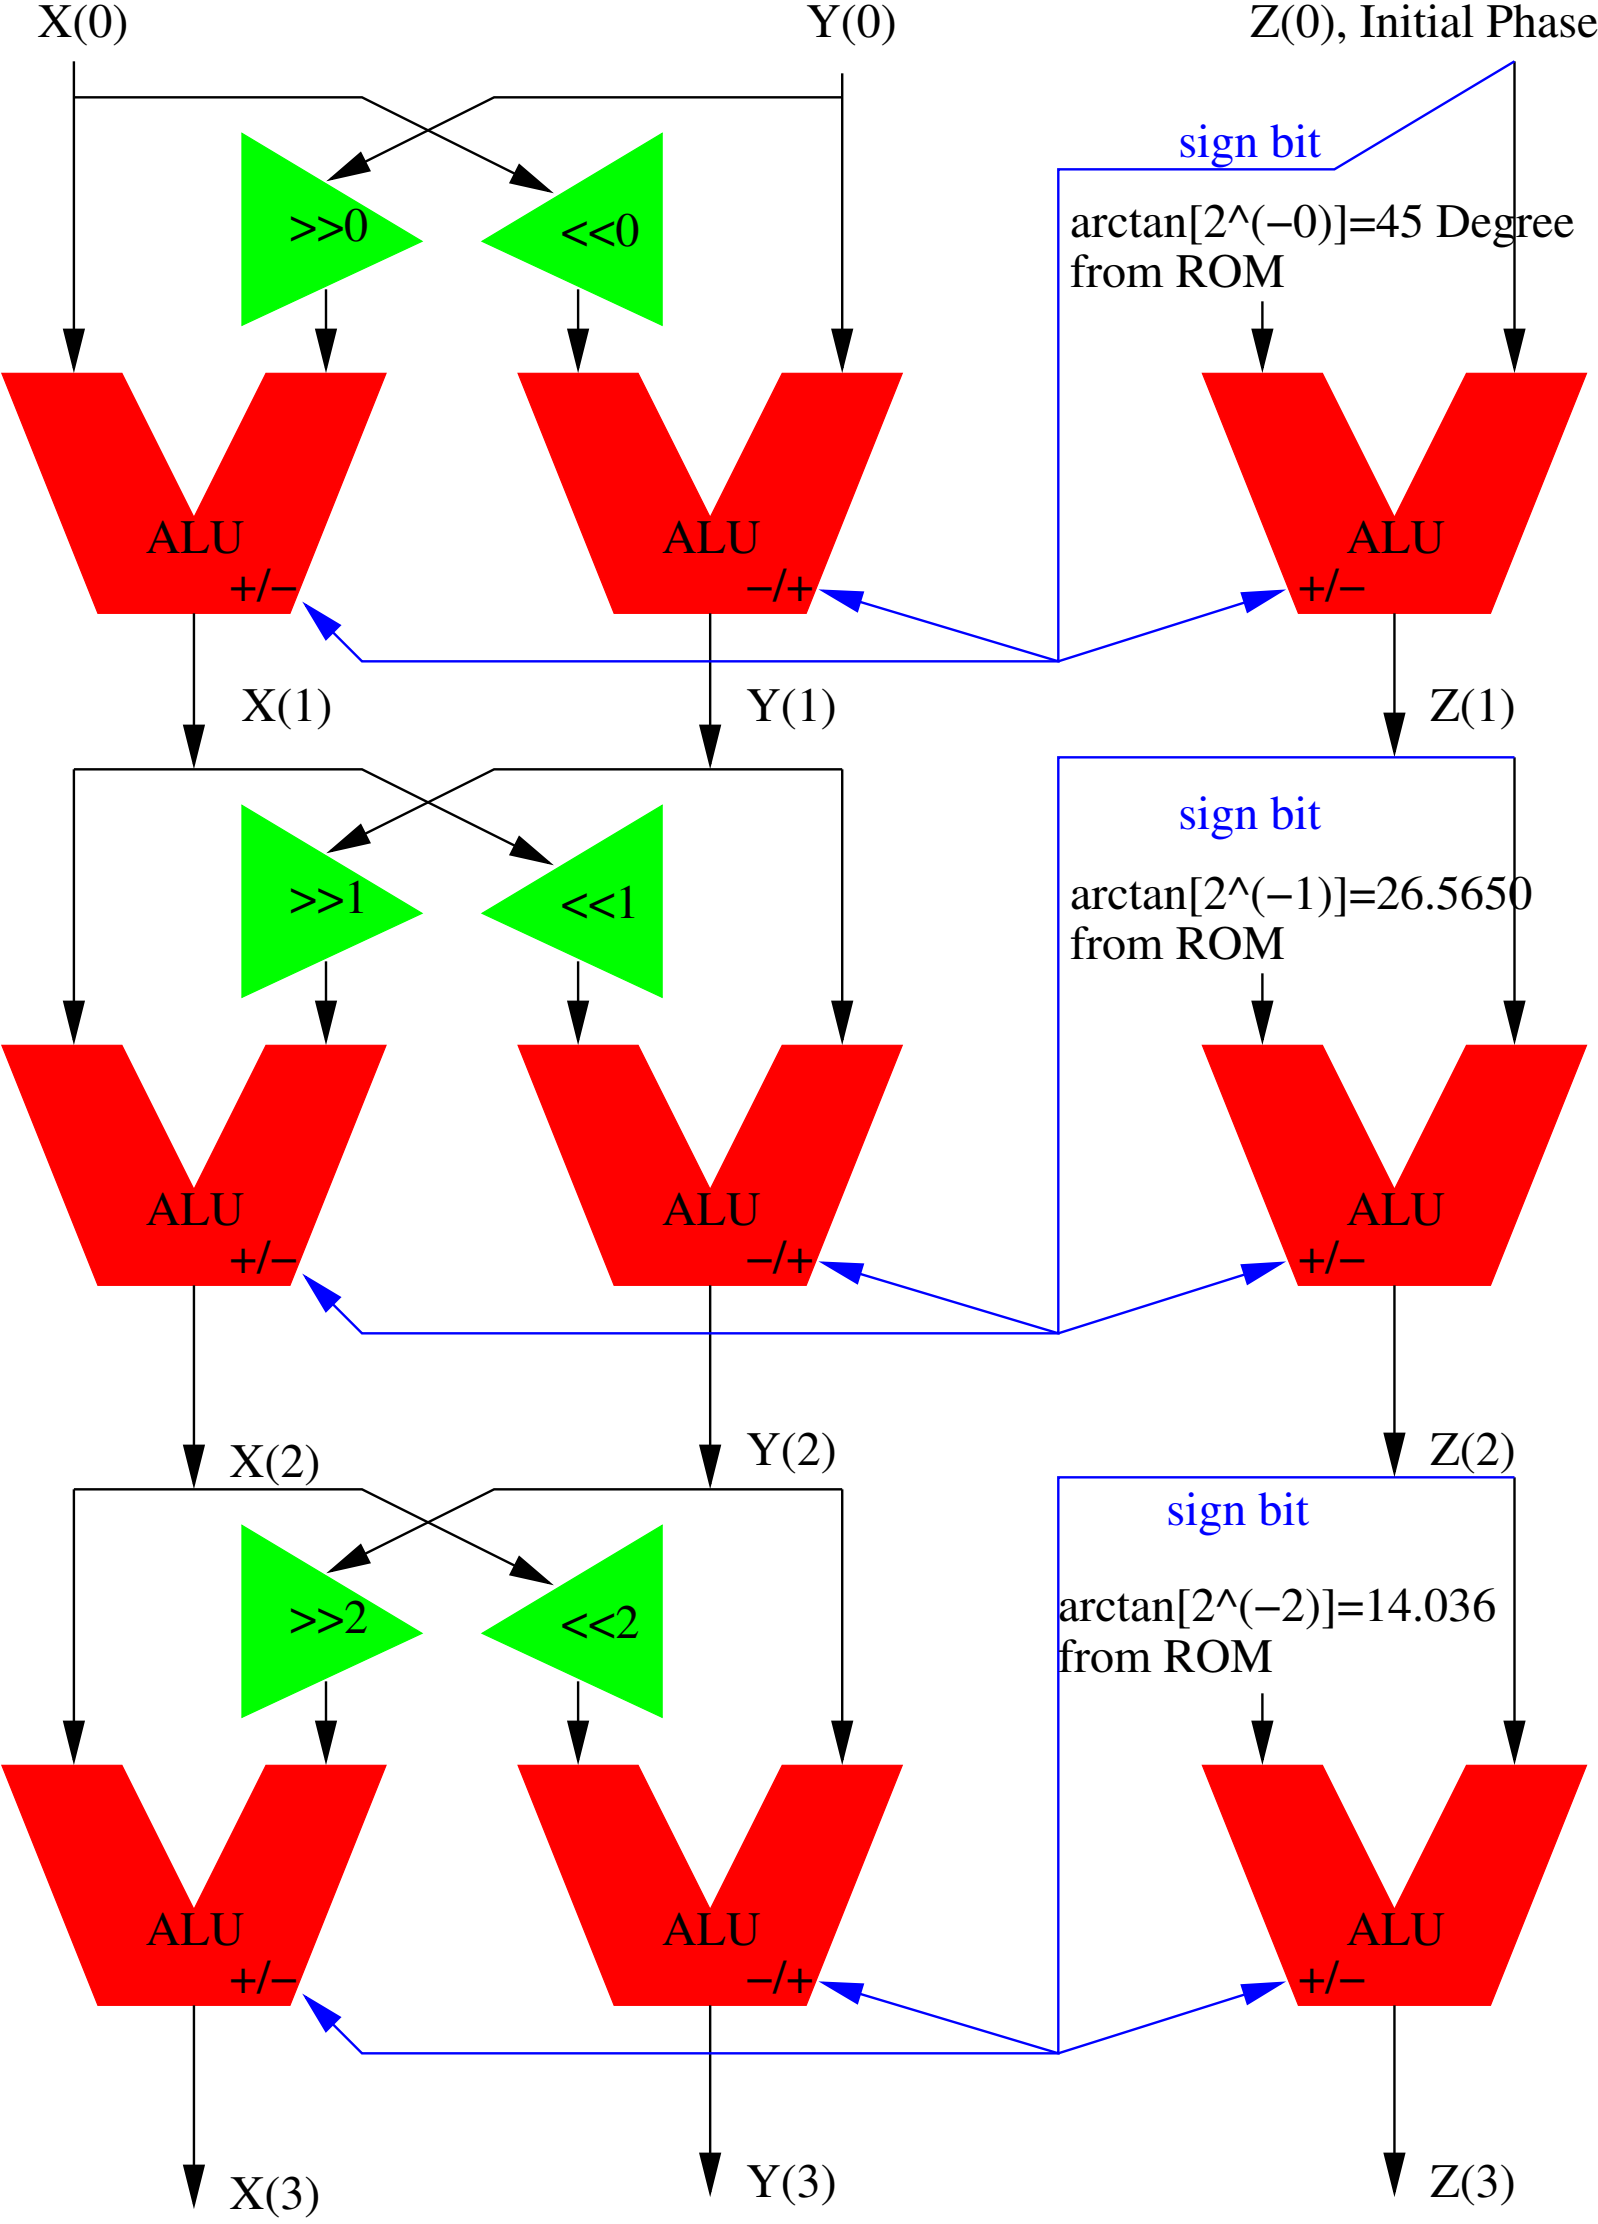 X(0)
Y(0)
Z(0), Initial Phase
sign bit
>>0
<<0
arctan[2^(−0)]=45 Degree
from ROM
ALU
+/−
ALU
−/+
ALU
+/−
X(1)
Y(1)
Z(1)
sign bit
>>1
<<1
arctan[2^(−1)]=26.5650
from ROM
ALU
+/−
ALU
−/+
ALU
+/−
X(2)
Y(2)
Z(2)
sign bit
>>2
<<2
arctan[2^(−2)]=14.036
from ROM
ALU
+/−
ALU
−/+
ALU
+/−
X(3)
Y(3)
Z(3)